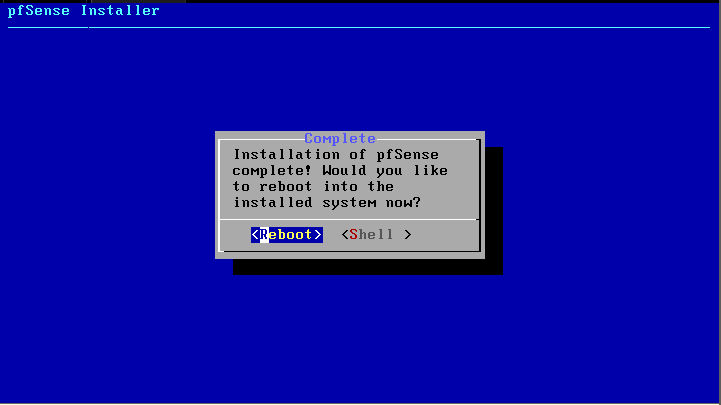 pfSense Installer
Complete
Installation of pfSense
complete! Would you like
to reboot into the
installed system now?
<Reboot> <Shell >